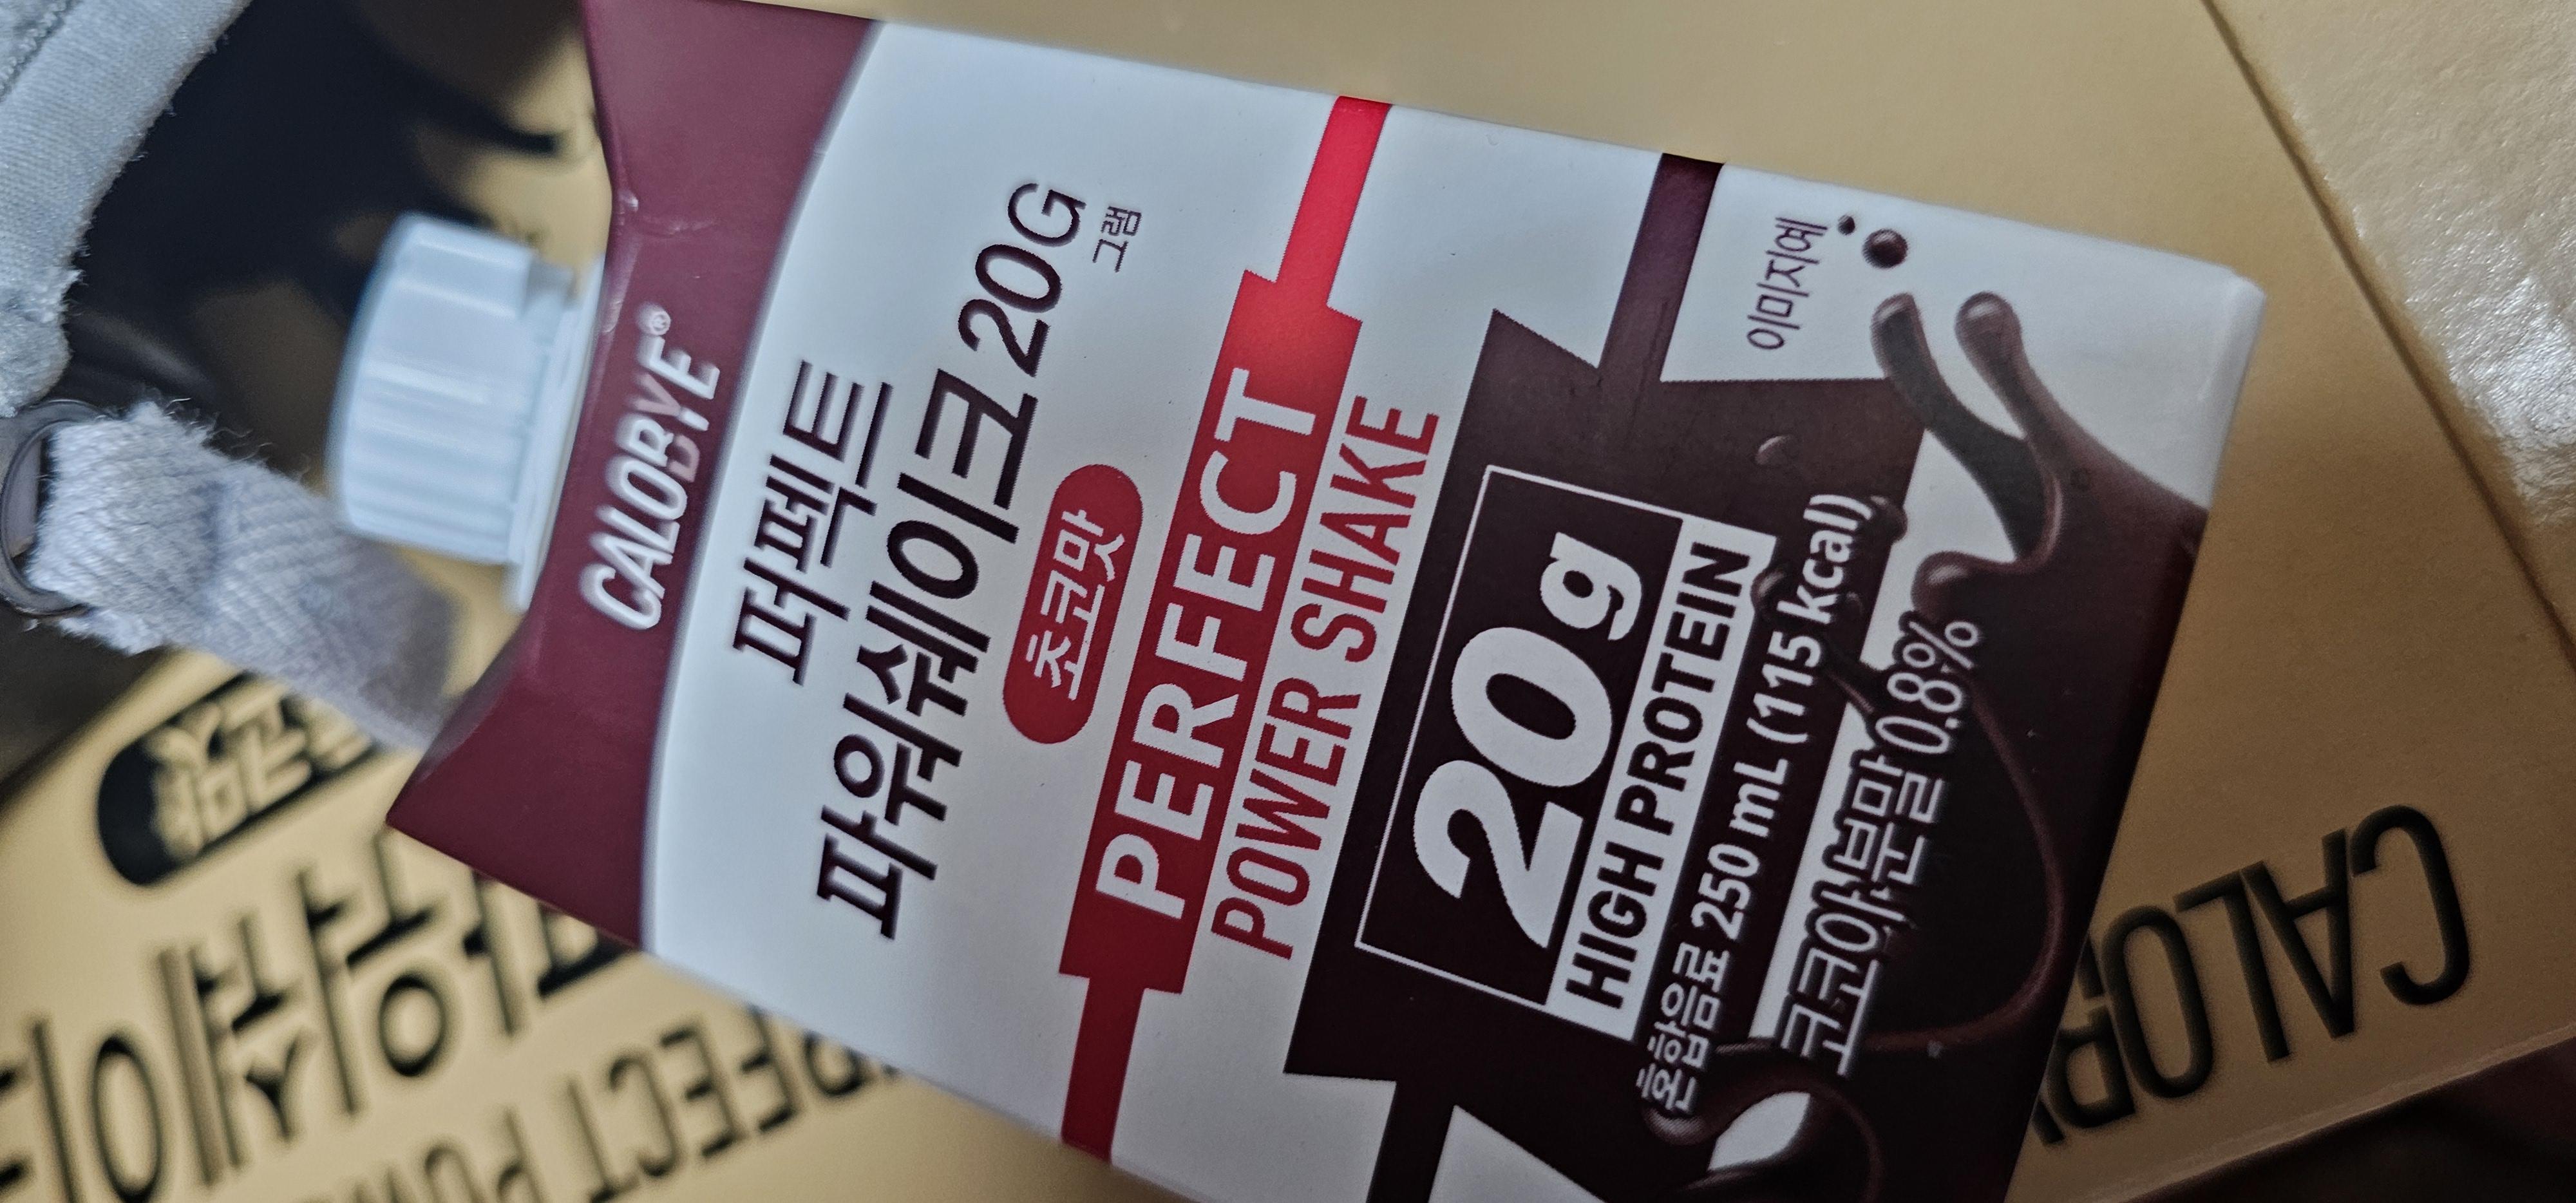 CALOBYE®
퍼펙트
파워쉐이크 20G
그램
초코맛
PERFECT
POWER SHAKE
20g
HIGH PROTEIN
혼합음료 250 mL (115 kcal)
코코아분말 0.8%
이미지예